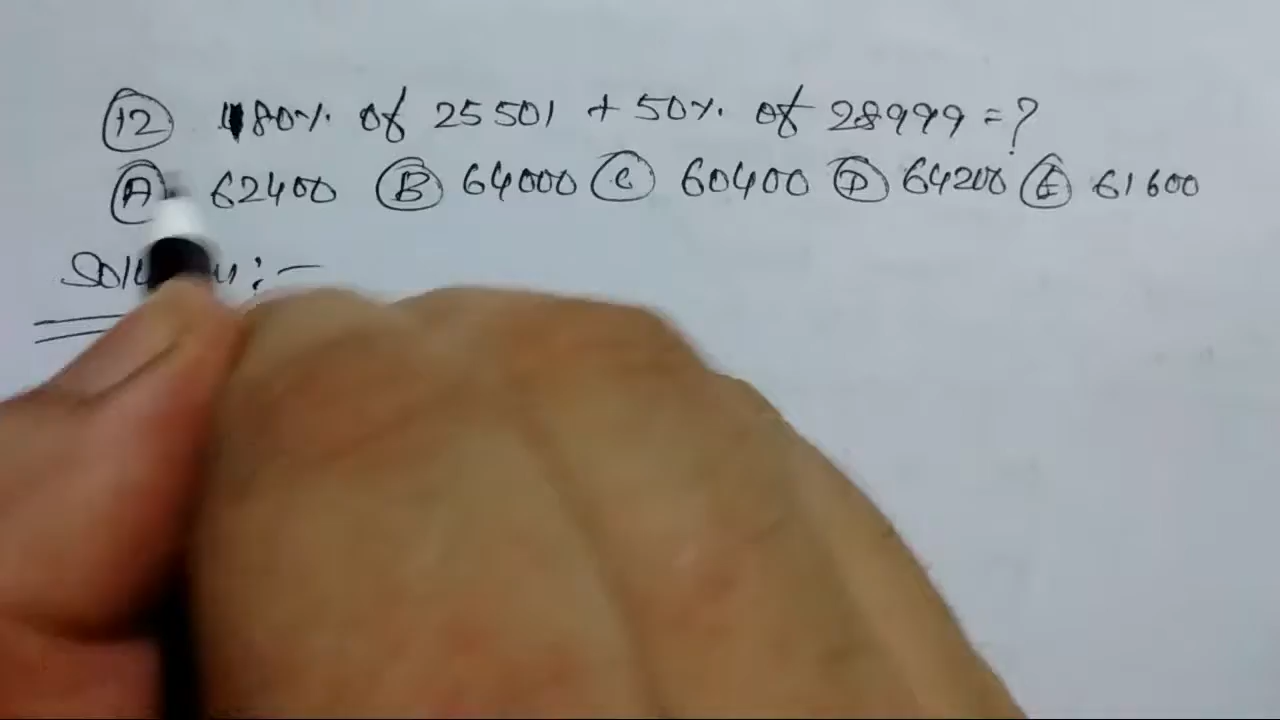 12 180% of 25501 + 50% of 28999 = ?
A 62400 B 64000 C 60400 D 64200 E 61600
:-